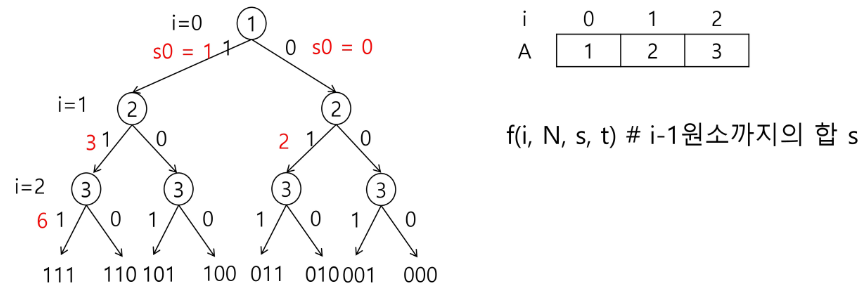 i=0 1
s0 = 1 1 0 s0 = 0
i=1 2 2
3 1 0 2 1 0
i=2 3 3 3 3
6 1 0 1 0 1 0 1 0
111 110 101 100 011 010 001 000
i 0 1 2
A 1 2 3
f(i, N, s, t) # i-1원소까지의 합 s